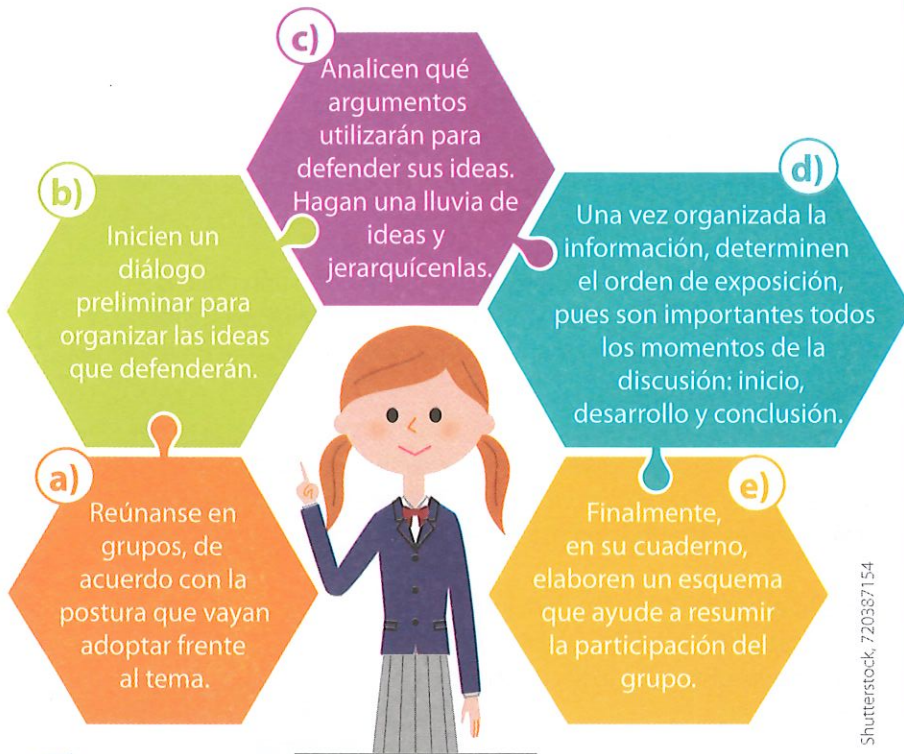 a)
Reúnanse en
grupos, de
acuerdo con la
postura que vayan
adoptar frente
al tema.
b)
Inicien un
diálogo
preliminar para
organizar las ideas
que defenderán.
c)
Analicen qué
argumentos
utilizarán para
defender sus ideas.
Hagan una lluvia de
ideas y
jerarquícenlas.
d)
Una vez organizada la
información, determinen
el orden de exposición,
pues son importantes todos
los momentos de la
discusión: inicio,
desarrollo y conclusión.
e)
Finalmente,
en su cuaderno,
elaboren un esquema
que ayude a resumir
la participación del
grupo.
Shutterstock, 720387154